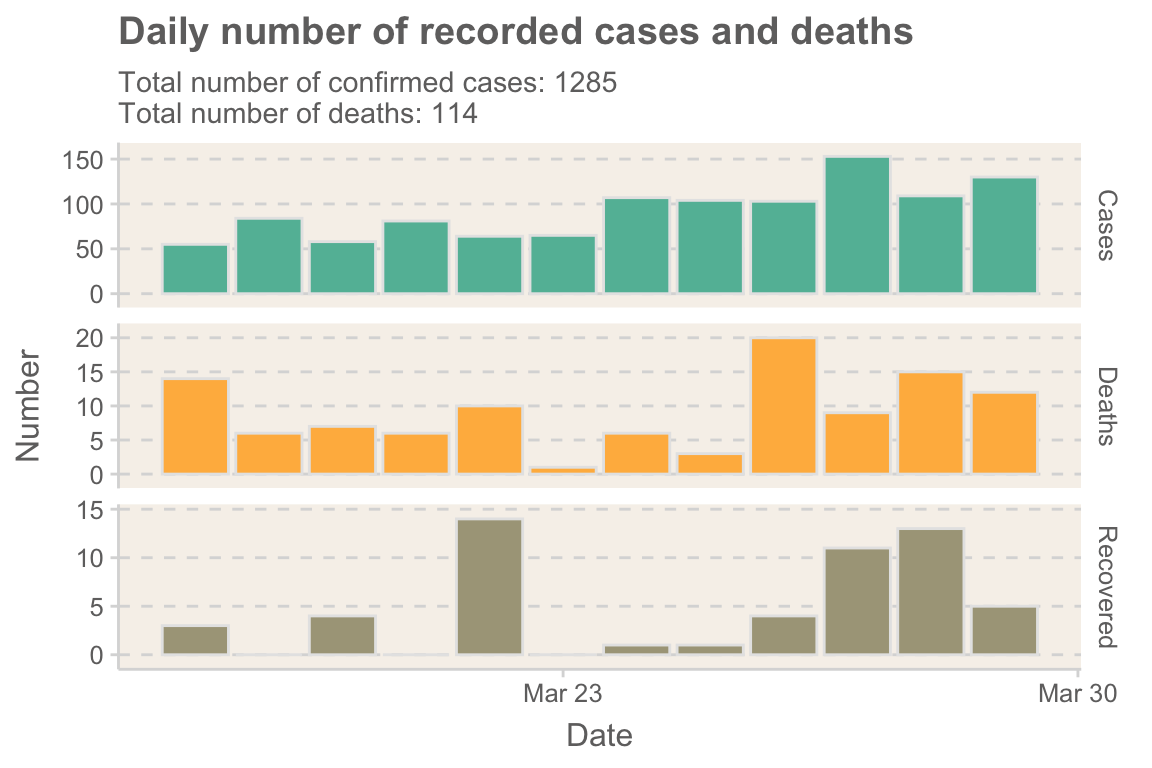 Daily number of recorded cases and deaths
Total number of confirmed cases: 1285
Total number of deaths: 114
150
100
50
0
Cases
20
15
10
5
0
Deaths
15
10
5
0
Recovered
Number
Mar 23
Mar 30
Date